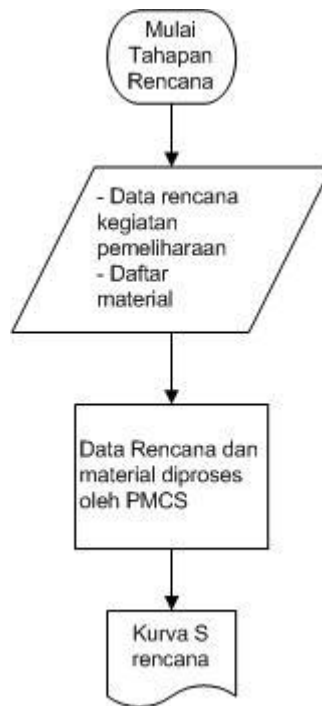 Mulai
Tahapan
Rencana
- Data rencana
kegiatan
pemeliharaan
- Daftar
material
Data Rencana dan
material diproses
oleh PMCS
Kurva S
rencana